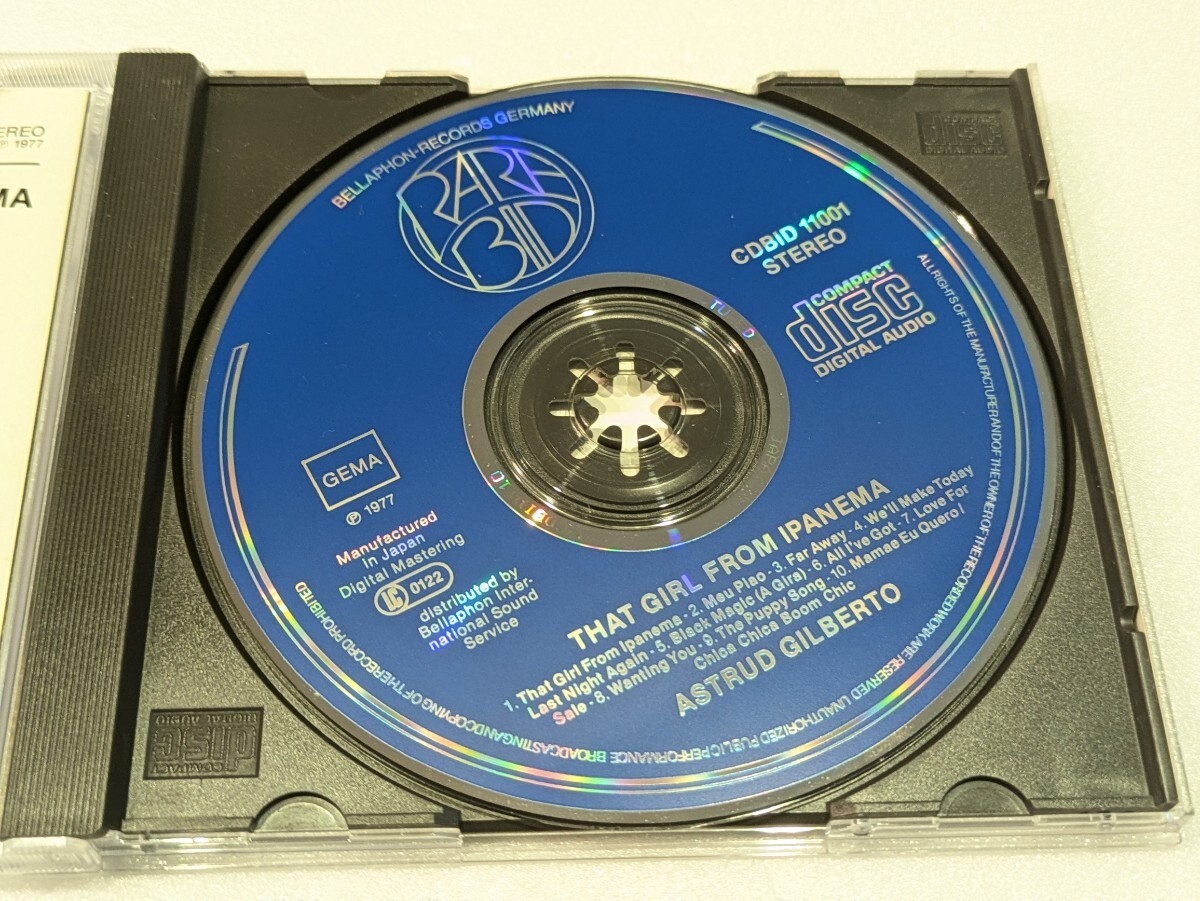 EREO
℗ 1977
MA
BELLAPHON-RECORDS GERMANY
RARE
BID
CDBID 11001
STEREO
COMPACT
disc
DIGITAL AUDIO
GEMA
℗ 1977
Manufactured
in Japan
Digital Mastering
LC 0122
distributed by
Bellaphon Inter-
national Sound
Service
THAT GIRL FROM IPANEMA
1. That Girl From Ipanema · 2. Meu Piao · 3. Far Away · 4. We'll Make Today
Last Night Again · 5. Black Magic (A Gira) · 6. All I've Got · 7. Love For
Sale · 8. Wanting You · 9. The Puppy Song · 10. Mamae Eu Quero /
Chica Chica Boom Chic
ASTRUD GILBERTO
ALL RIGHTS OF THE MANUFACTURER AND OF THE OWNER OF THE RECORDED WORK ARE RESERVED UNAUTHORIZED PUBLIC PERFORMANCE BROADCASTING AND COPYING OF THE RECORD PROHIBITED
COMPACT
DIGITAL AUDIO
COMPACT
disc
DIGITAL AUDIO